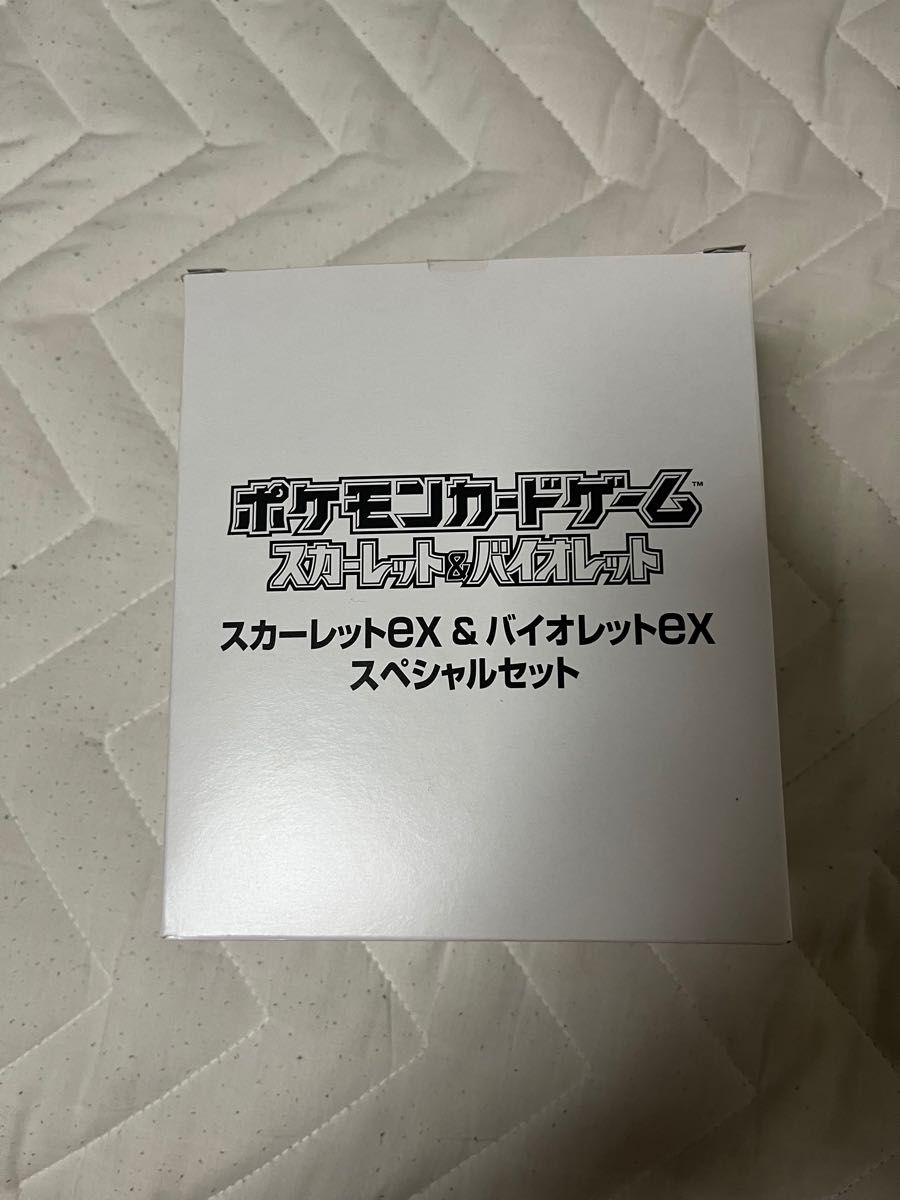 ポケモンカードゲーム™
スカーレット&バイオレット
スカーレットex & バイオレットex
スペシャルセット